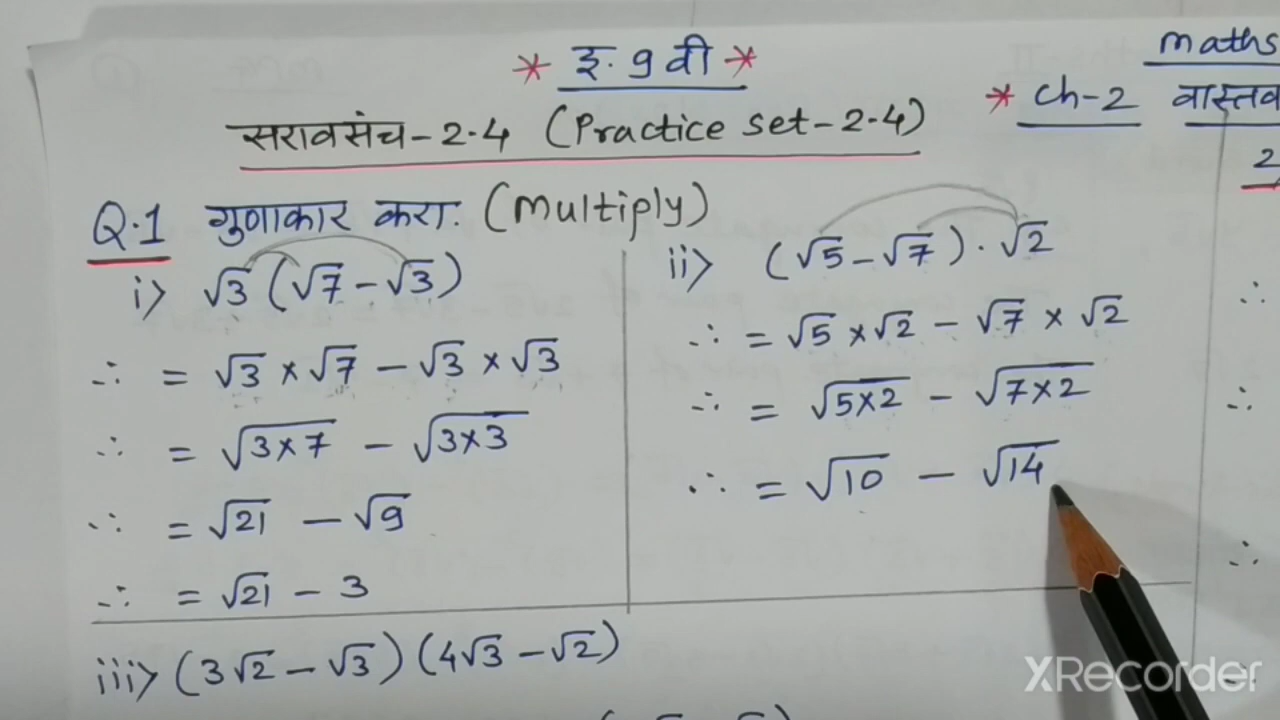 * इ. 9 वी *
maths
सरावसंच-2.4 (Practice set-2.4)
* Ch-2
2
Q.1 गुणाकार करा. (Multiply)
i> √3 (√7 - √3)
∴ = √3 × √7 - √3 × √3
∴ = √3×7 - √3×3
∴ = √21 - √9
∴ = √21 - 3
ii> (√5 - √7) · √2
∴ = √5 × √2 - √7 × √2
∴ = √5×2 - √7×2
∴ = √10 - √14
iii> (3√2 - √3) (4√3 - √2)
∴
∴
∴
XRecorder